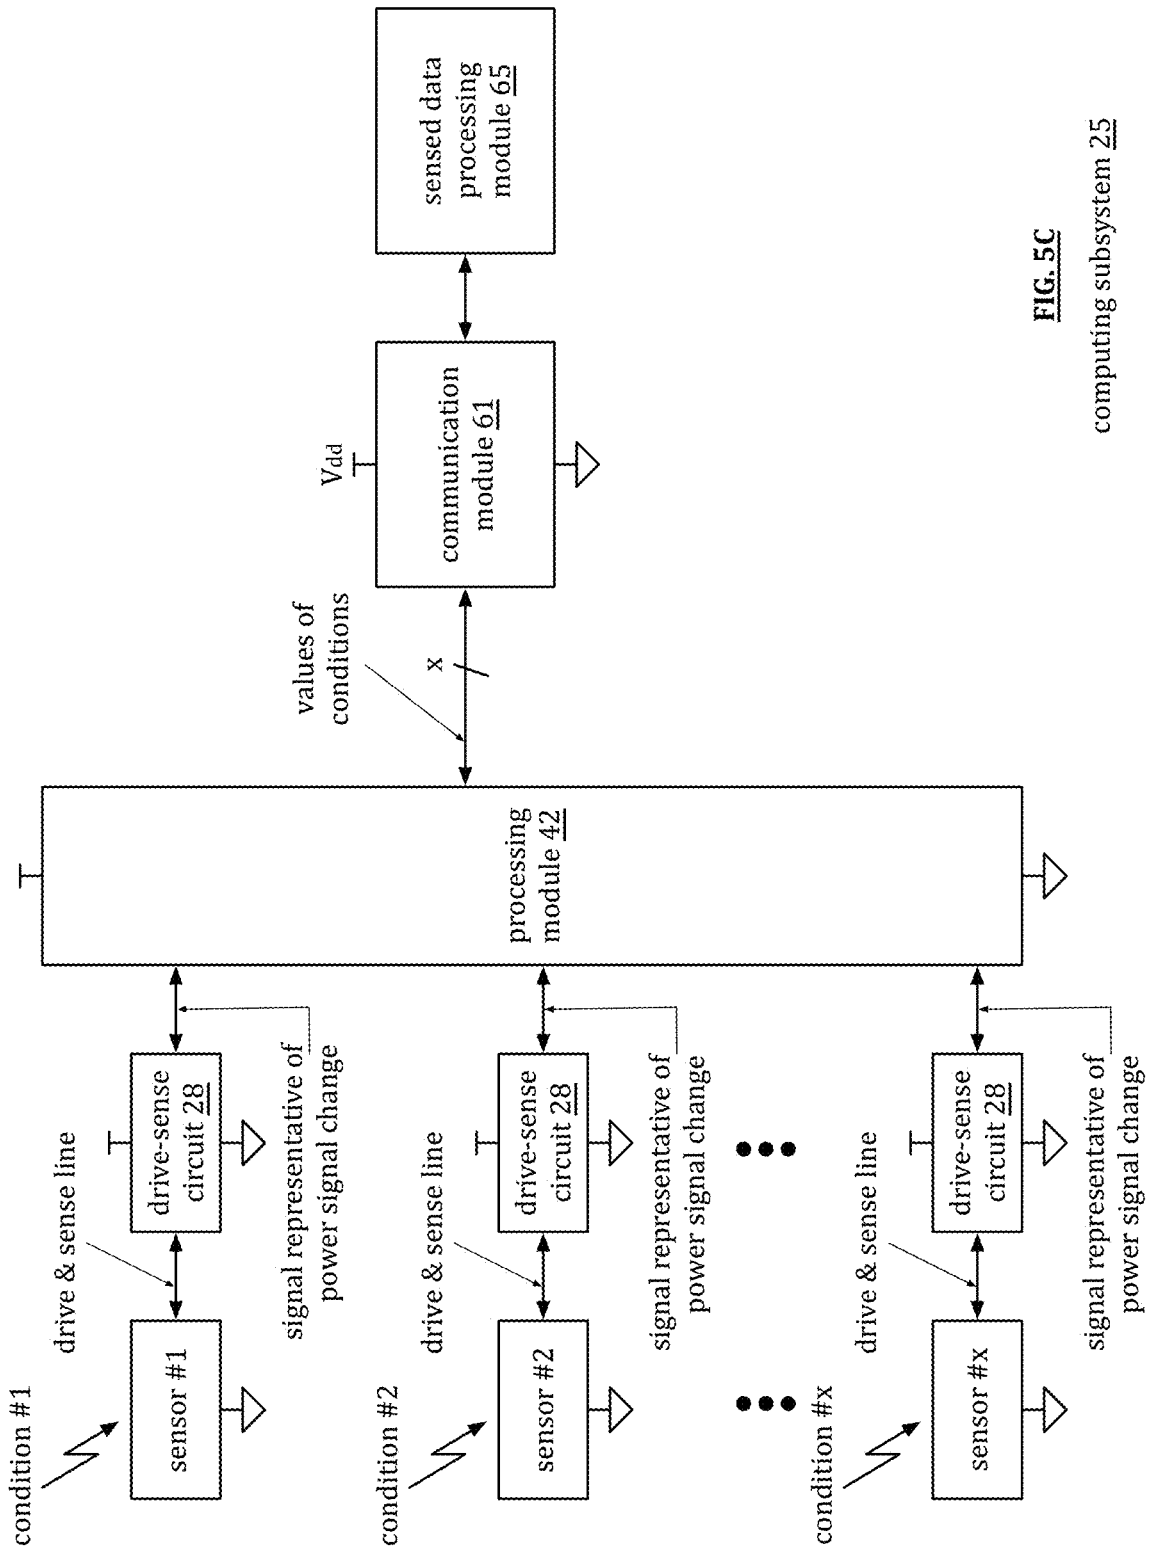 condition #1
drive & sense line
sensor #1
drive-sense
circuit 28
signal representative of
power signal change
condition #2
drive & sense line
sensor #2
drive-sense
circuit 28
signal representative of
power signal change
condition #x
drive & sense line
sensor #x
drive-sense
circuit 28
signal representative of
power signal change
processing
module 42
values of
conditions
x
Vdd
communication
module 61
sensed data
processing
module 65
FIG. 5C
computing subsystem 25